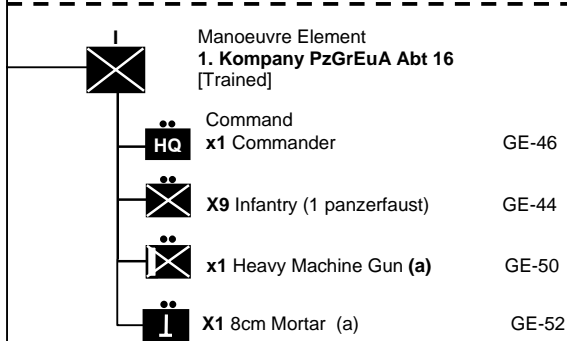 I
Manoeuvre Element
1. Kompany PzGrEuA Abt 16
[Trained]
Command
HQ x1 Commander GE-46
X9 Infantry (1 panzerfaust) GE-44
x1 Heavy Machine Gun (a) GE-50
X1 8cm Mortar (a) GE-52